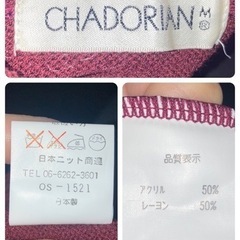 CHADORIAN
日本ニット商連
TEL 06-6262-3601
OS-1521
日本製
品質表示
アクリル 50%
レーヨン 50%